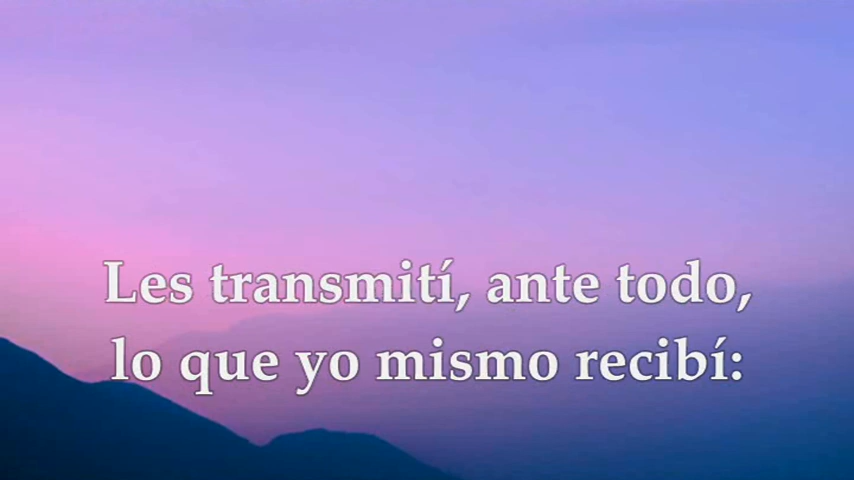 Les transmití, ante todo,
lo que yo mismo recibí: